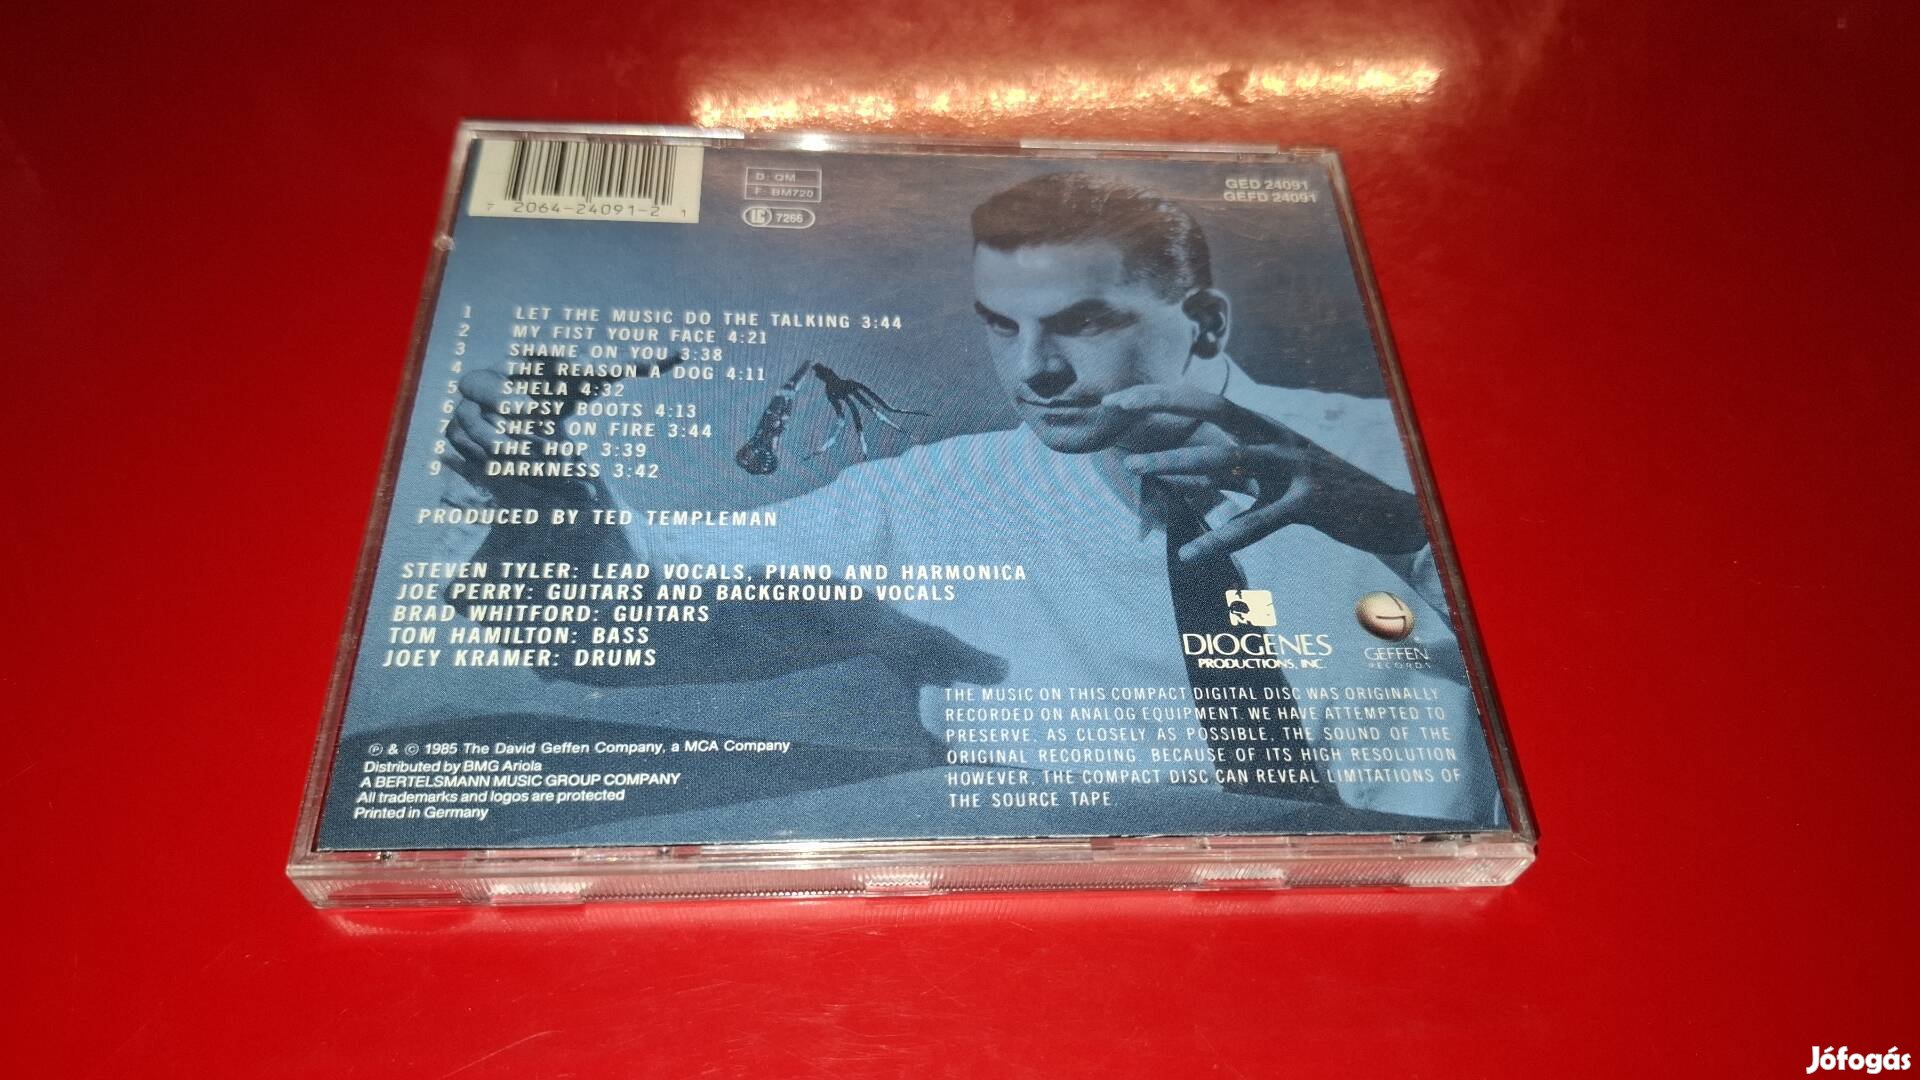 7 2064-24091-2 1
D: QM
F: BM720
LC 7266
GED 24091
GEFD 24091
1 LET THE MUSIC DO THE TALKING 3:44
2 MY FIST YOUR FACE 4:21
3 SHAME ON YOU 3:38
4 THE REASON A DOG 4:11
5 SHELA 4:32
6 GYPSY BOOTS 4:13
7 SHE'S ON FIRE 3:44
8 THE HOP 3:39
9 DARKNESS 3:42
PRODUCED BY TED TEMPLEMAN
STEVEN TYLER: LEAD VOCALS, PIANO AND HARMONICA
JOE PERRY: GUITARS AND BACKGROUND VOCALS
BRAD WHITFORD: GUITARS
TOM HAMILTON: BASS
JOEY KRAMER: DRUMS
DIOGENES
PRODUCTIONS, INC.
GEFFEN
RECORDS
THE MUSIC ON THIS COMPACT DIGITAL DISC WAS ORIGINALLY
RECORDED ON ANALOG EQUIPMENT. WE HAVE ATTEMPTED TO
PRESERVE, AS CLOSELY AS POSSIBLE, THE SOUND OF THE
ORIGINAL RECORDING. BECAUSE OF ITS HIGH RESOLUTION
HOWEVER, THE COMPACT DISC CAN REVEAL LIMITATIONS OF
THE SOURCE TAPE.
℗ & © 1985 The David Geffen Company, a MCA Company
Distributed by BMG Ariola
A BERTELSMANN MUSIC GROUP COMPANY
All trademarks and logos are protected
Printed in Germany
Jófogás